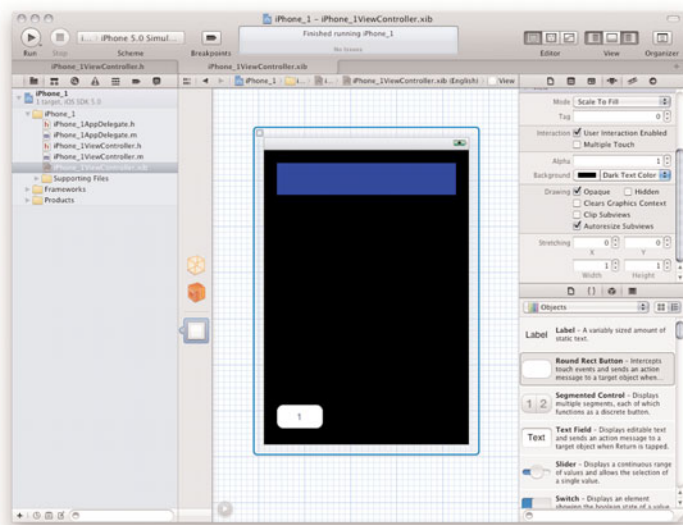 iPhone_1 – iPhone_1ViewController.xib
Run
Stop
i... iPhone 5.0 Simul...
Scheme
Breakpoints
Finished running iPhone_1
No Issues
Editor
View
Organizer
iPhone_1ViewController.h
iPhone_1ViewController.xib
iPhone_1
i...
i...
iPhone_1ViewController.xib (English)
View
iPhone_1
1 target, iOS SDK 5.0
iPhone_1
iPhone_1AppDelegate.h
iPhone_1AppDelegate.m
iPhone_1ViewController.h
iPhone_1ViewController.m
iPhone_1ViewController.xib
Supporting Files
Frameworks
Products
1
View
Mode Scale To Fill
Tag 0
Interaction User Interaction Enabled
Multiple Touch
Alpha 1
Background Dark Text Color
Drawing Opaque Hidden
Clears Graphics Context
Clip Subviews
Autoresize Subviews
Stretching 0 0
X Y
1 1
Width Height
Objects
Label
Label – A variably sized amount of
static text.
Round Rect Button – Intercepts
touch events and sends an action
message to a target object when...
1 2
Segmented Control – Displays
multiple segments, each of which
functions as a discrete button.
Text
Text Field – Displays editable text
and sends an action message to a
target object when Return is tapped.
Slider – Displays a continuous range
of values and allows the selection of
a single value.
Switch – Displays an element
showing the boolean state of a value